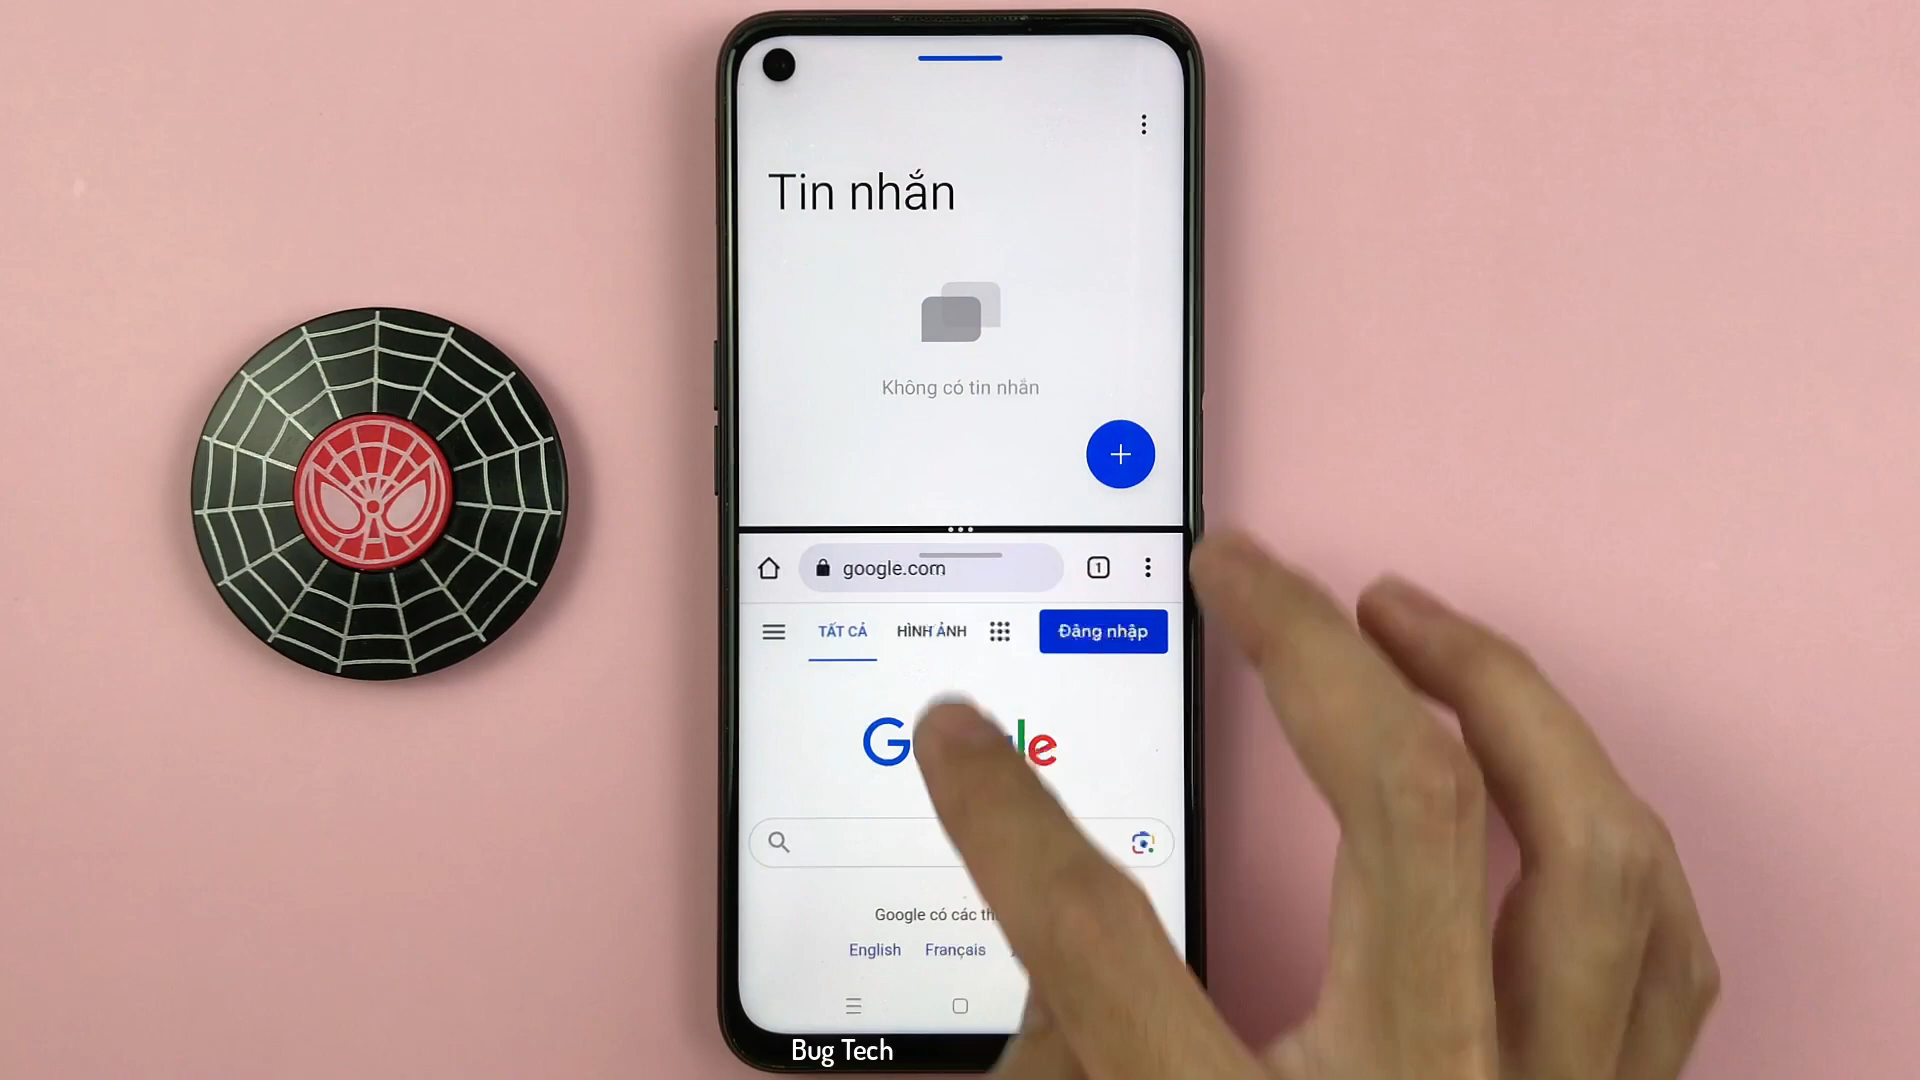 Tin nhắn
Không có tin nhắn
google.com
1
TẤT CẢ HÌNH ẢNH Đăng nhập
Google có các
English Français
Bug Tech